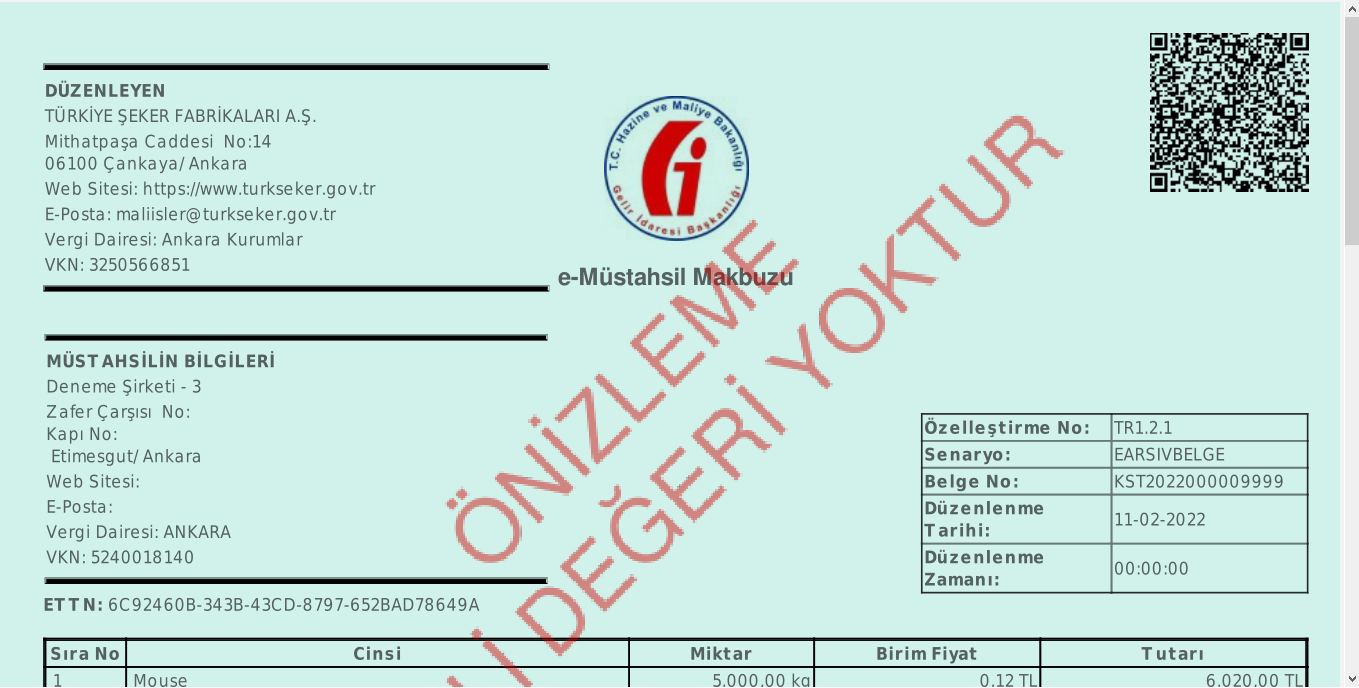 DÜZENLEYEN
TÜRKİYE ŞEKER FABRİKALARI A.Ş.
Mithatpaşa Caddesi No:14
06100 Çankaya/ Ankara
Web Sitesi: https://www.turkseker.gov.tr
E-Posta: maliisler@turkseker.gov.tr
Vergi Dairesi: Ankara Kurumlar
VKN: 3250566851
T.C. Hazine ve Maliye Bakanlığı
Gelir İdaresi Başkanlığı
e-Müstahsil Makbuzu
MÜSTAHSİLİN BİLGİLERİ
Deneme Şirketi - 3
Zafer Çarşısı No:
Kapı No:
Etimesgut/ Ankara
Web Sitesi:
E-Posta:
Vergi Dairesi: ANKARA
VKN: 5240018140
ETTN: 6C92460B-343B-43CD-8797-652BAD78649A
Özelleştirme No: TR1.2.1
Senaryo: EARSIVBELGE
Belge No: KST2022000009999
Düzenlenme Tarihi: 11-02-2022
Düzenlenme Zamanı: 00:00:00
ÖNİZLEME
İ DEĞERİ YOKTUR
Sıra No Cinsi Miktar Birim Fiyat Tutarı
1 Mouse 5.000,00 kg 0,12 TL 6.020,00 TL